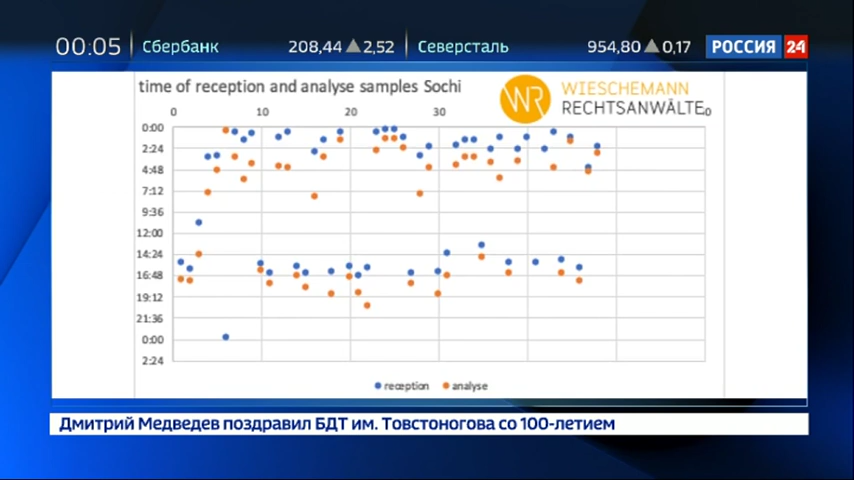 00:05 Сбербанк 208,44 ▲ 2,52 Северсталь 954,80 ▲ 0,17 РОССИЯ 24
time of reception and analyse samples Sochi
WIESCHEMANN
WR RECHTSANWÄLTE
0 10 20 30 0
0:00
2:24
4:48
7:12
9:36
12:00
14:24
16:48
19:12
21:36
0:00
2:24
reception analyse
Дмитрий Медведев поздравил БДТ им. Товстоногова со 100-летием